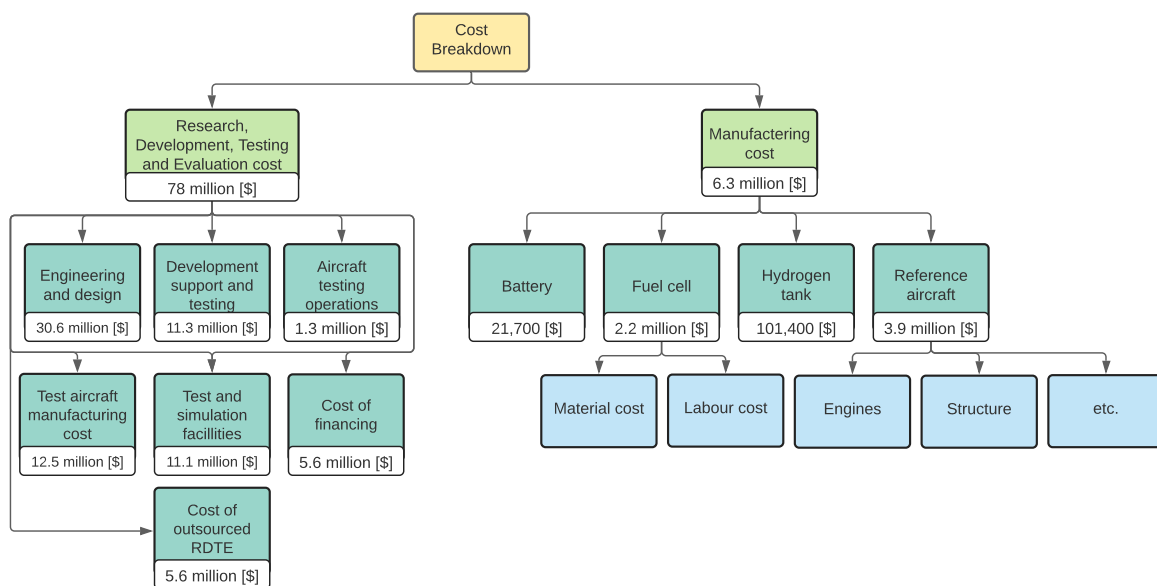 Cost
Breakdown
Research,
Development, Testing
and Evaluation cost
78 million [$]
Manufactering
cost
6.3 million [$]
Engineering
and design
30.6 million [$]
Development
support and
testing
11.3 million [$]
Aircraft
testing
operations
1.3 million [$]
Battery
21,700 [$]
Fuel cell
2.2 million [$]
Hydrogen
tank
101,400 [$]
Reference
aircraft
3.9 million [$]
Test aircraft
manufacturing
cost
12.5 million [$]
Test and
simulation
facillities
11.1 million [$]
Cost of
financing
5.6 million [$]
Material cost
Labour cost
Engines
Structure
etc.
Cost of
outsourced
RDTE
5.6 million [$]